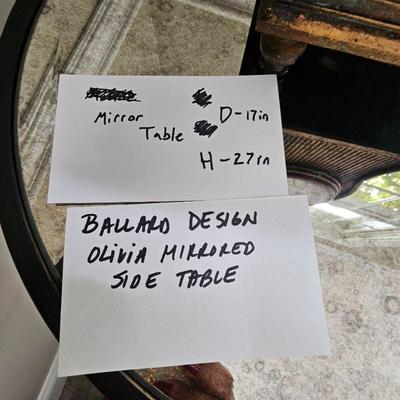 Mirror D-17in
Table
H-27in
BALLARD DESIGN
OLIVIA MIRRORED
SIDE TABLE